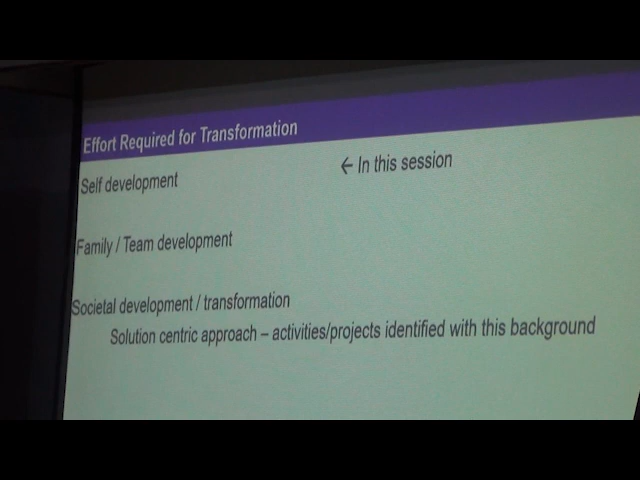 Effort Required for Transformation
Self development ← In this session
Family / Team development
Societal development / transformation
Solution centric approach – activities/projects identified with this background